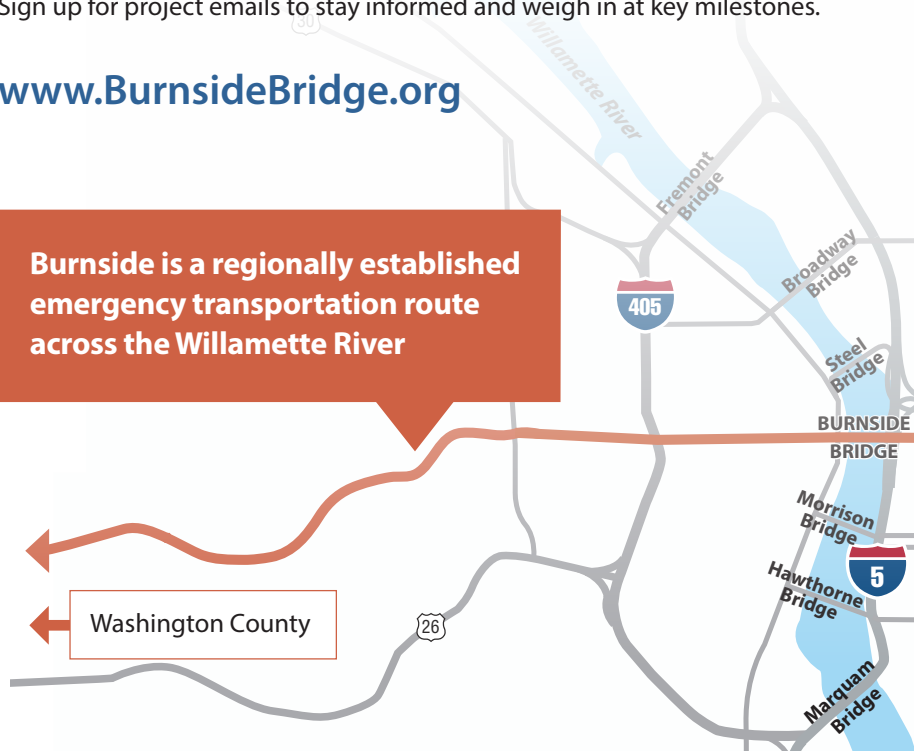 Sign up for project emails to stay informed and weigh in at key milestones.
30
www.BurnsideBridge.org
Willamette River
Fremont
Bridge
Burnside is a regionally established
emergency transportation route
across the Willamette River
Broadway
Bridge
405
Steel
Bridge
BURNSIDE
BRIDGE
Morrison
Bridge
5
Hawthorne
Bridge
Washington County
26
Marquam
Bridge